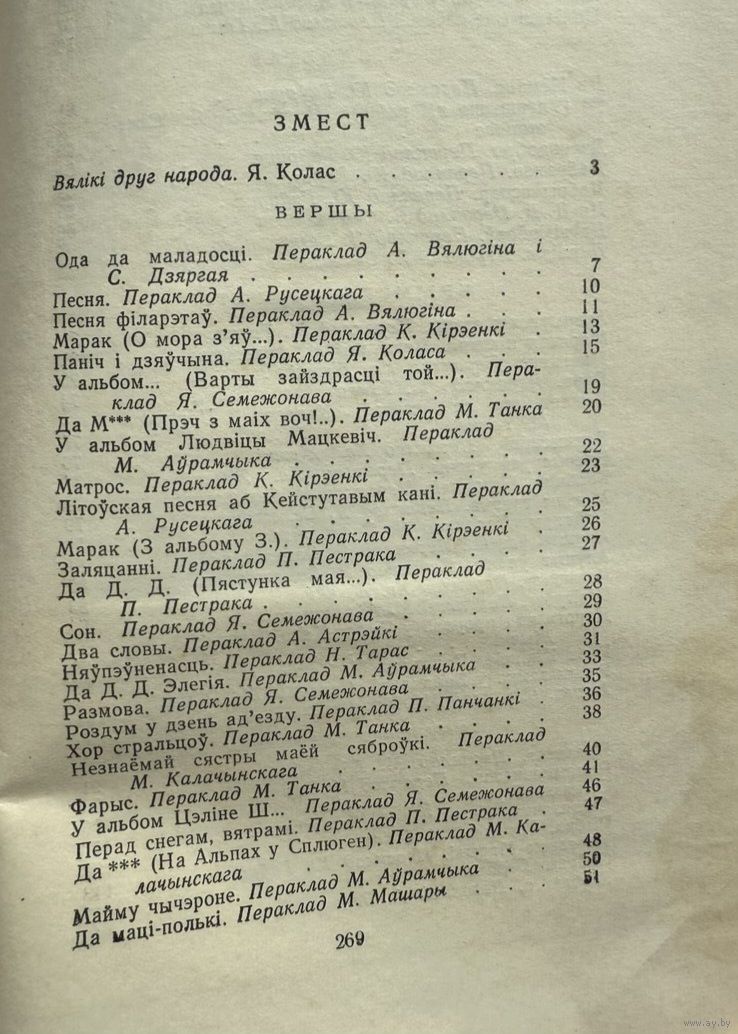 ЗМЕСТ
Вялікі друг народа. Я. Колас . . . . . . 3
ВЕРШЫ
Ода да маладосці. Пераклад А. Вялюгіна і
С. Дзяргая . . . . . . . . 7
Песня. Пераклад А. Русецкага . . . . . 10
Песня філарэтаў. Пераклад А. Вялюгіна . . . 11
Марак (О мора з'яў...). Пераклад К. Кірэенкі . 13
Паніч і дзяўчына. Пераклад Я. Коласа . . . 15
У альбом... (Варты зайздрасці той...). Пера-
клад Я. Семежонава . . . . . . 19
Да М*** (Прэч з маіх воч!..). Пераклад М. Танка 20
У альбом Людвіцы Мацкевіч. Пераклад
М. Аўрамчыка . . . . . . . 22
Матрос. Пераклад К. Кірэенкі . . . . . 23
Літоўская песня аб Кейстутавым кані. Пераклад
А. Русецкага . . . . . . . 25
Марак (З альбому З.). Пераклад К. Кірэенкі . 26
Заляцанні. Пераклад П. Пестрака . . . . 27
Да Д. Д. (Пястунка мая...). Пераклад
П. Пестрака . . . . . . . . 28
Сон. Пераклад Я. Семежонава . . . . . 29
Два словы. Пераклад А. Астрэйкі . . . . 30
Няўпэўненасць. Пераклад Н. Тарас . . . . 31
Да Д. Д. Элегія. Пераклад М. Аўрамчыка . . 33
Размова. Пераклад Я. Семежонава . . . . 35
Роздум у дзень ад'езду. Пераклад П. Панчанкі . 36
Хор стральцоў. Пераклад М. Танка . . . . 38
Незнаёмай сястры маёй сяброўкі. Пераклад
М. Калачынскага . . . . . . 40
Фарыс. Пераклад М. Танка . . . . . . 41
У альбом Цэліне Ш... Пераклад Я. Семежонава 46
Перад снегам, вятрамі. Пераклад П. Пестрака . 47
Да *** (На Альпах у Сплюген). Пераклад М. Ка-
лачынскага . . . . . . . . 48
Майму чычэроне. Пераклад М. Аўрамчыка . . 50
Да маці-полькі. Пераклад М. Машары . . . 51
269
www.ay.by